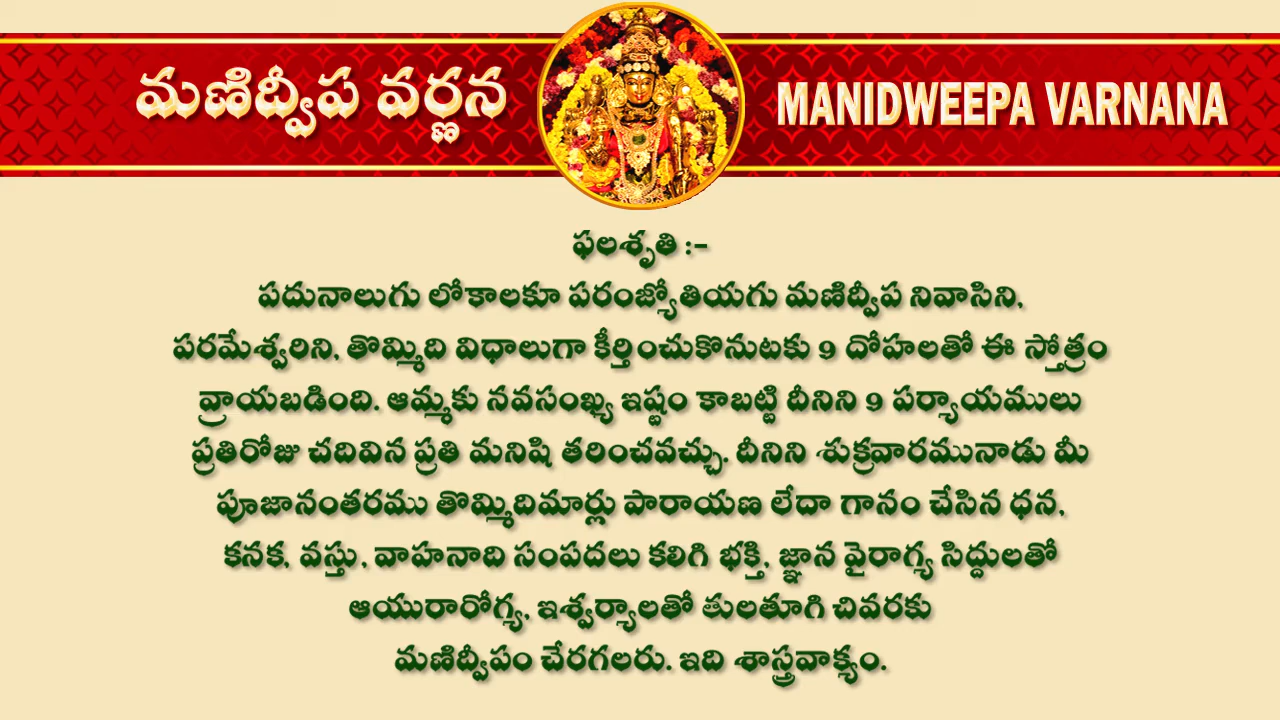 మణిద్వీప వర్ణన
MANIDWEEPA VARNANA
ఫలశృతి :-
పదునాలుగు లోకాలకూ పరంజ్యోతియగు మణిద్వీప నివాసిని,
పరమేశ్వరిని, తొమ్మిది విధాలుగా కీర్తించుకొనుటకు 9 దోహలతో ఈ స్తోత్రం
వ్రాయబడింది. ఆమ్మకు నవసంఖ్య ఇష్టం కాబట్టి దీనిని 9 పర్యాయములు
ప్రతిరోజు చదివిన ప్రతి మనిషి తరించవచ్చు. దీనిని శుక్రవారమునాడు మీ
పూజానంతరము తొమ్మిదిమార్లు పారాయణ లేదా గానం చేసిన ధన,
కనక, వస్తు, వాహనాది సంపదలు కలిగి భక్తి, జ్ఞాన వైరాగ్య సిద్దులతో
ఆయురారోగ్య, ఇశ్వర్యాలతో తులతూగి చివరకు
మణిద్వీపం చేరగలరు. ఇది శాస్త్రవాక్యం.